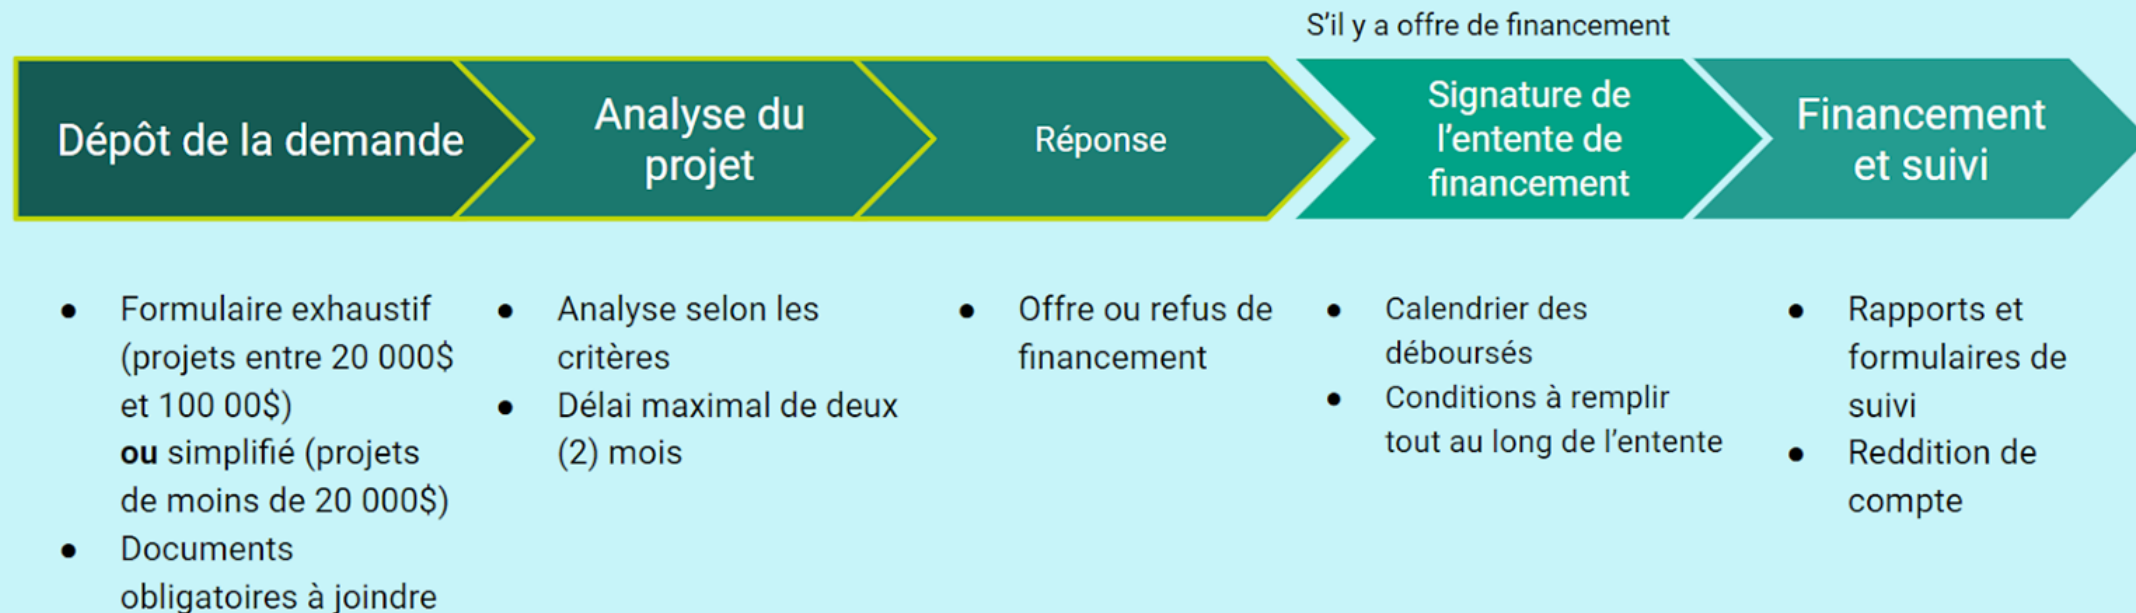 S'il y a offre de financement
Dépôt de la demande
Analyse du
projet
Réponse
Signature de
l'entente de
financement
Financement
et suivi
● Formulaire exhaustif
(projets entre 20 000$
et 100 00$)
ou simplifié (projets
de moins de 20 000$)
● Documents
obligatoires à joindre
● Analyse selon les
critères
● Délai maximal de deux
(2) mois
● Offre ou refus de
financement
● Calendrier des
déboursés
● Conditions à remplir
tout au long de l'entente
● Rapports et
formulaires de
suivi
● Reddition de
compte